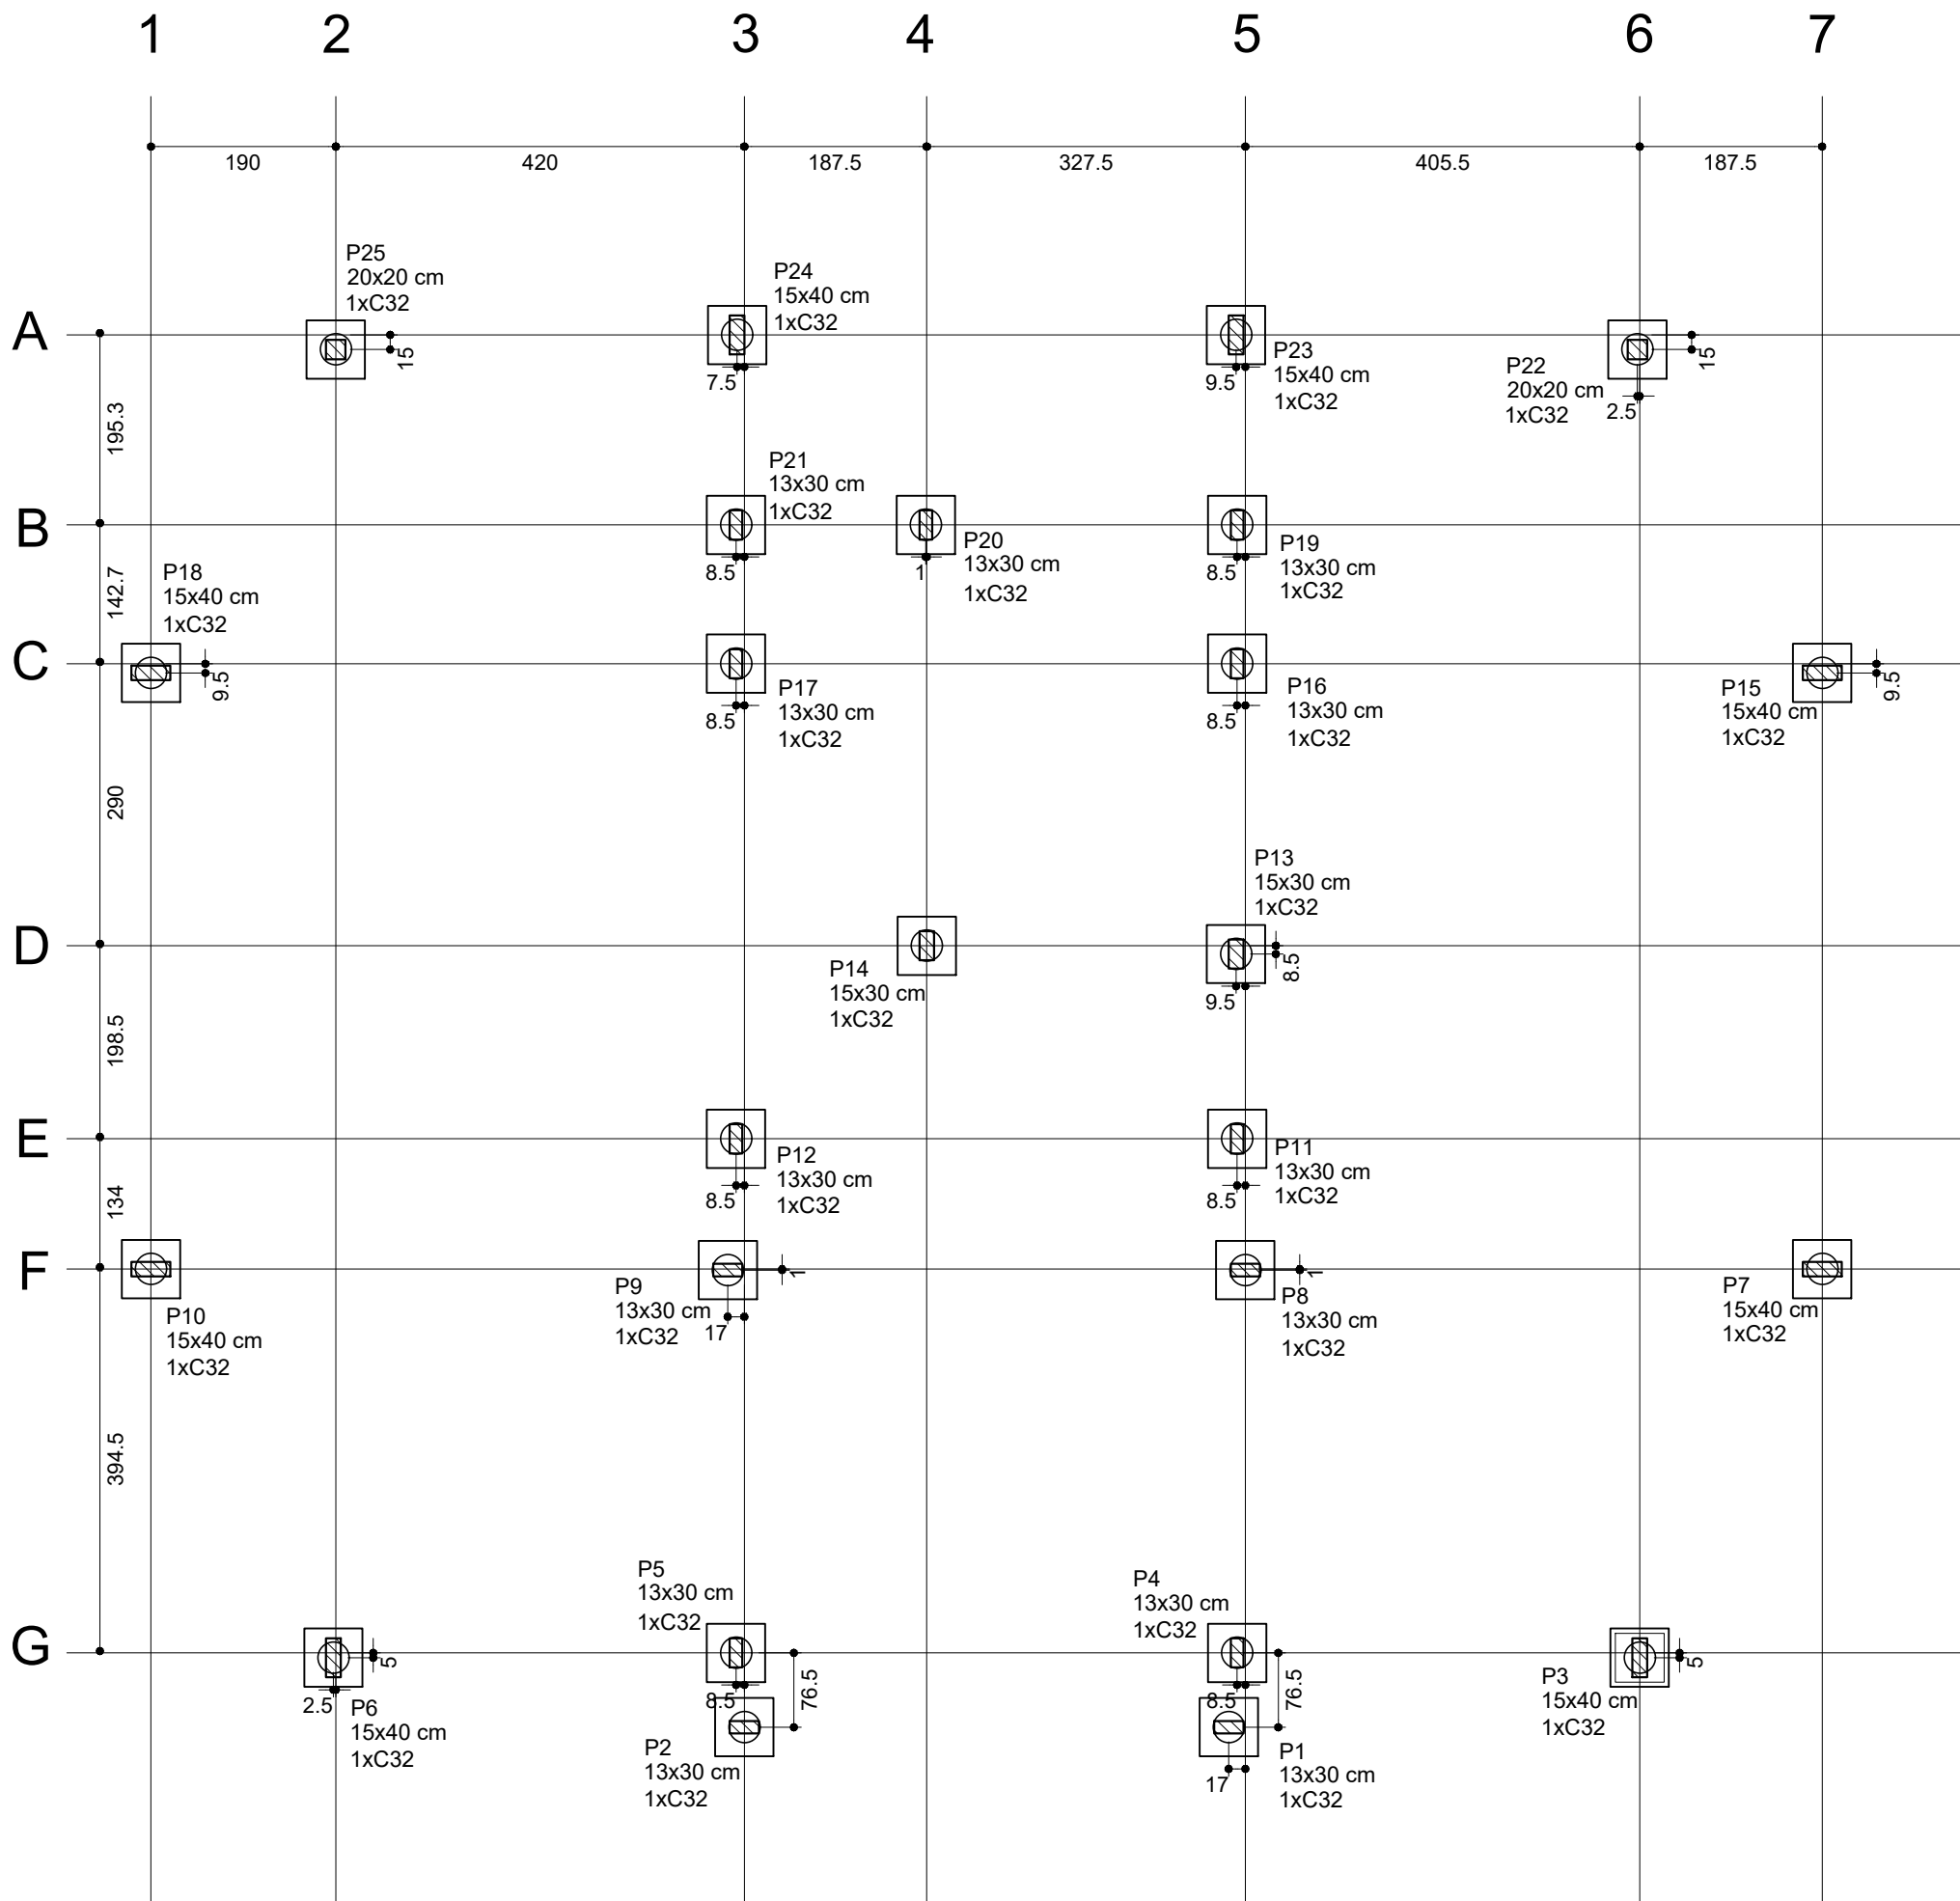 1 2 3 4 5 6 7
190 420 187.5 327.5 405.5 187.5
P25
20x20 cm
1xC32
15
P24
15x40 cm
1xC32
7.5
A
P23
15x40 cm
1xC32
9.5
P22
20x20 cm
1xC32
2.5
15
195.3
P21
13x30 cm
1xC32
8.5
B
P20
13x30 cm
1xC32
1
P19
13x30 cm
1xC32
8.5
142.7
P18
15x40 cm
1xC32
9.5
C
P17
13x30 cm
1xC32
8.5
P16
13x30 cm
1xC32
8.5
P15
15x40 cm
1xC32
9.5
290
P13
15x30 cm
1xC32
8.5
9.5
D
P14
15x30 cm
1xC32
198.5
E
P12
13x30 cm
1xC32
8.5
P11
13x30 cm
1xC32
8.5
134
F
P10
15x40 cm
1xC32
P9
13x30 cm
1xC32
17
1
P8
13x30 cm
1xC32
1
P7
15x40 cm
1xC32
394.5
P5
13x30 cm
1xC32
8.5
76.5
P4
13x30 cm
1xC32
8.5
76.5
G
P6
15x40 cm
1xC32
2.5
5
P3
15x40 cm
1xC32
5
P2
13x30 cm
1xC32
P1
13x30 cm
1xC32
17